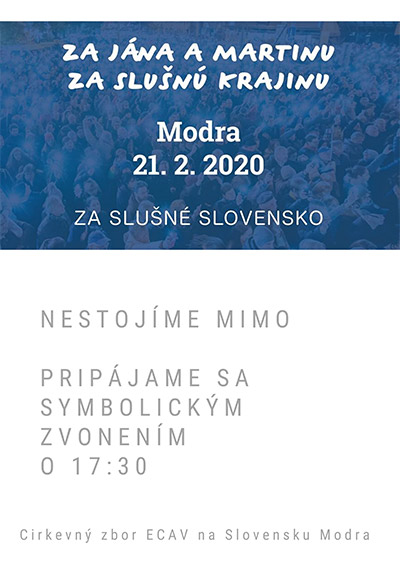 ZA JÁNA A MARTINU
ZA SLUŠNÚ KRAJINU
Modra
21. 2. 2020
ZA SLUŠNÉ SLOVENSKO
NESTOJÍME MIMO
PRIPÁJAME SA
SYMBOLICKÝM
ZVONENÍM
O 17:30
Cirkevný zbor ECAV na Slovensku Modra